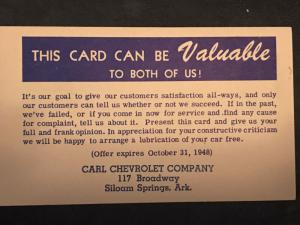 THIS CARD CAN BE Valuable
TO BOTH OF US!
It's our goal to give our customers satisfaction all-ways, and only
our customers can tell us whether or not we succeed. If in the past,
we've failed, or if you come in now for service and .find any cause
for complaint, tell us about it. Present this card and give us your
full and frank opinion. In appreciation for your constructive criticism
we will be happy to arrange a lubrication of your car free.
(Offer expires October 31, 1948)
CARL CHEVROLET COMPANY
117 Broadway
Siloam Springs, Ark.